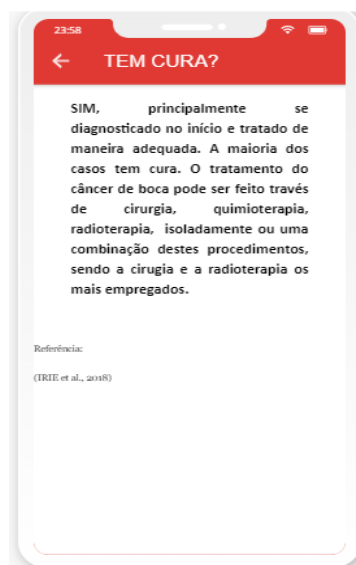 23:58
TEM CURA?
SIM, principalmente se
diagnosticado no início e tratado de
maneira adequada. A maioria dos
casos tem cura. O tratamento do
câncer de boca pode ser feito través
de cirurgia, quimioterapia,
radioterapia, isoladamente ou uma
combinação destes procedimentos,
sendo a cirugia e a radioterapia os
mais empregados.
Referência:
(IRIE et al., 2018)